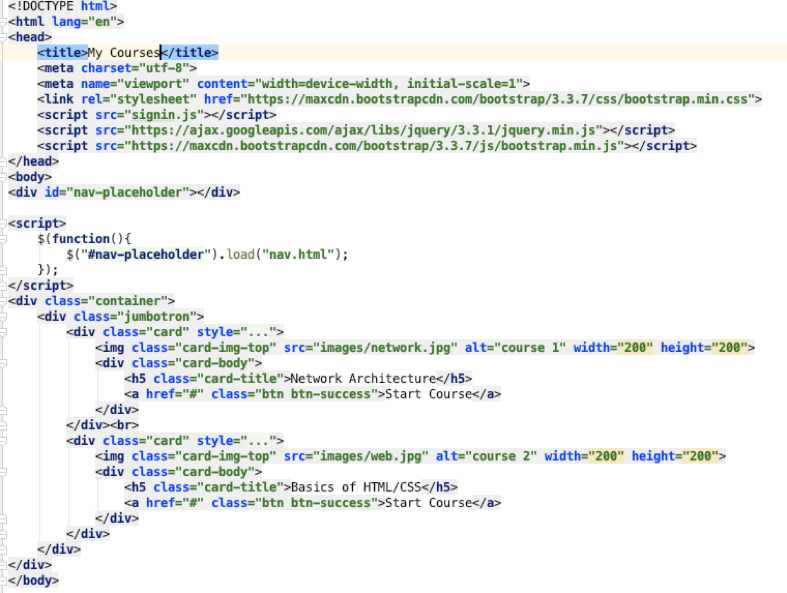 <!DOCTYPE html>
<html lang="en">
<head>
    <title>My Courses</title>
    <meta charset="utf-8">
    <meta name="viewport" content="width=device-width, initial-scale=1">
    <link rel="stylesheet" href="https://maxcdn.bootstrapcdn.com/bootstrap/3.3.7/css/bootstrap.min.css">
    <script src="signin.js"></script>
    <script src="https://ajax.googleapis.com/ajax/libs/jquery/3.3.1/jquery.min.js"></script>
    <script src="https://maxcdn.bootstrapcdn.com/bootstrap/3.3.7/js/bootstrap.min.js"></script>
</head>
<body>
<div id="nav-placeholder"></div>

<script>
    $(function(){
        $("#nav-placeholder").load("nav.html");
    });
</script>
<div class="container">
    <div class="jumbotron">
        <div class="card" style="...">
            <img class="card-img-top" src="images/network.jpg" alt="course 1" width="200" height="200">
            <div class="card-body">
                <h5 class="card-title">Network Architecture</h5>
                <a href="#" class="btn btn-success">Start Course</a>
            </div>
        </div><br>
        <div class="card" style="...">
            <img class="card-img-top" src="images/web.jpg" alt="course 2" width="200" height="200">
            <div class="card-body">
                <h5 class="card-title">Basics of HTML/CSS</h5>
                <a href="#" class="btn btn-success">Start Course</a>
            </div>
        </div>
    </div>
</div>
</body>